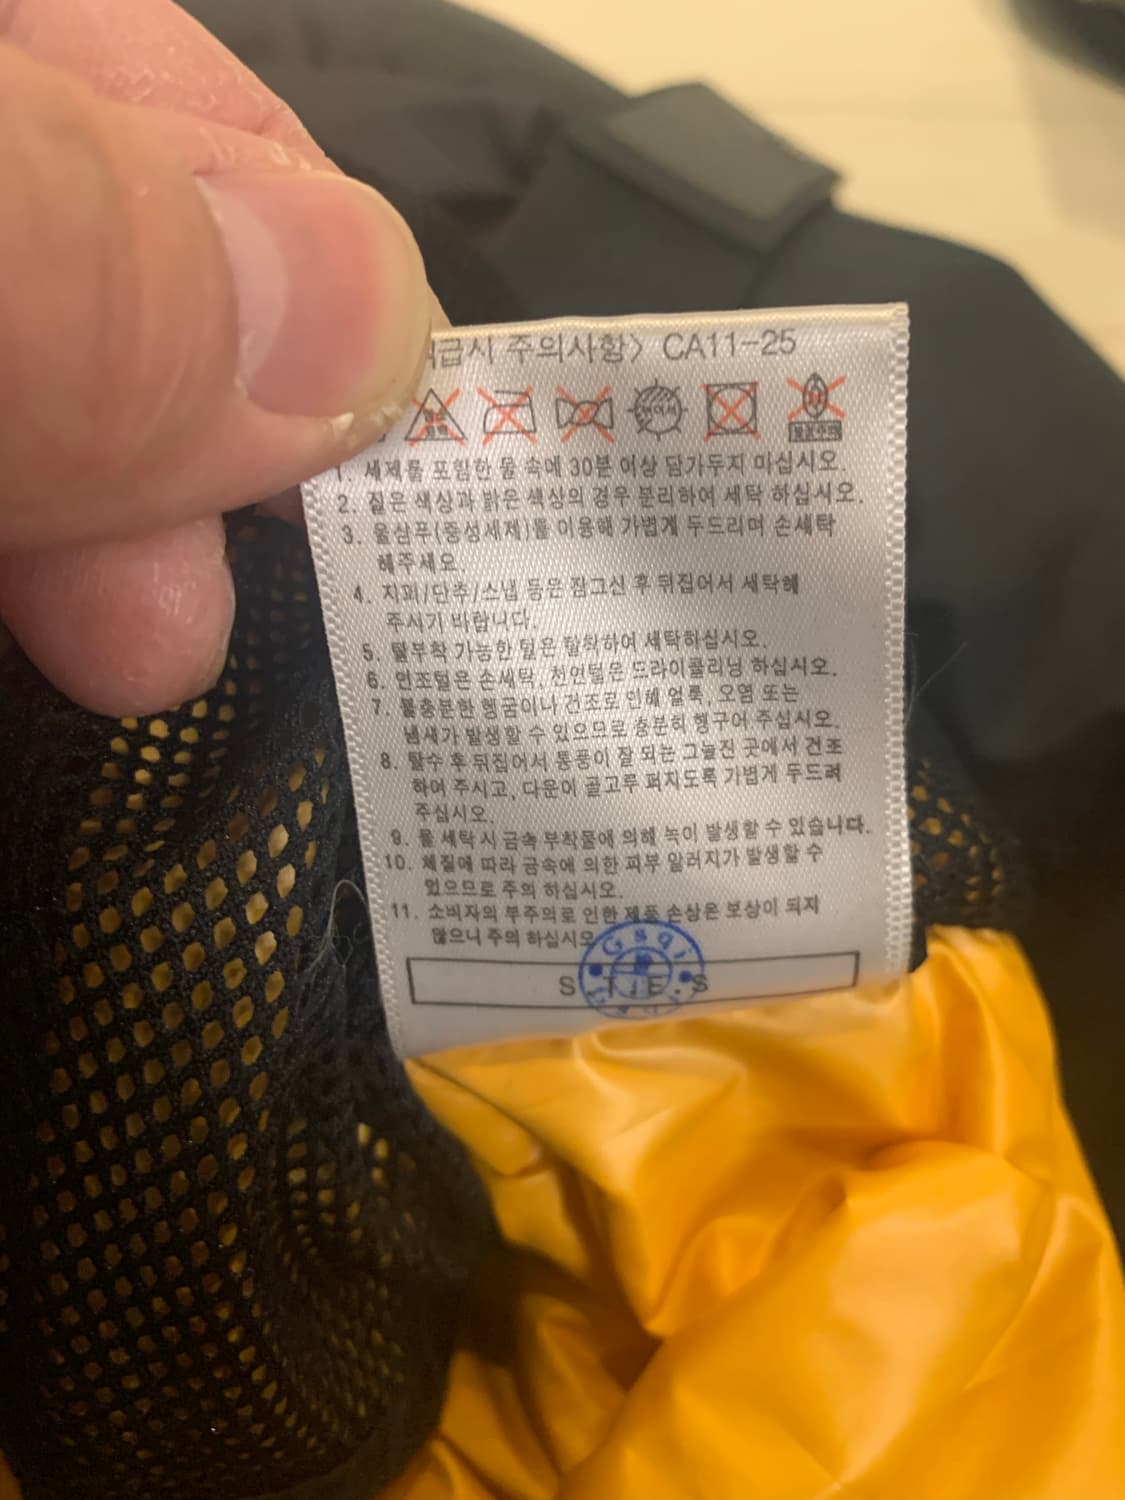 급시 주의사항〉 CA11-25
염소 표백
뉘어서
불꽃주의
1. 세제를 포함한 물 속에 30분 이상 담가두지 마십시오.
2. 짙은 색상과 밝은 색상의 경우 분리하여 세탁 하십시오.
3. 울샴푸(중성세제)를 이용해 가볍게 두드리며 손세탁
해주세요.
4. 지퍼/단추/스냅 등은 잠그신 후 뒤집어서 세탁해
주시기 바랍니다.
5. 탈부착 가능한 털은 탈착하여 세탁하십시오.
6. 인조털은 손세탁, 천연털은 드라이클리닝 하십시오.
7. 불충분한 헹굼이나 건조로 인해 얼룩, 오염 또는
냄새가 발생할 수 있으므로 충분히 헹구어 주십시오.
8. 탈수 후 뒤집어서 통풍이 잘 되는 그늘진 곳에서 건조
하여 주시고, 다운이 골고루 펴지도록 가볍게 두드려
주십시오.
9. 물 세탁 시 금속 부착물에 의해 녹이 발생할 수 있습니다.
10. 체질에 따라 금속에 의한 피부 알러지가 발생할 수
있으므로 주의 하십시오.
11. 소비자의 부주의로 인한 제품 손상은 보상이 되지
않으니 주의 하십시오
Gsqi
S.T.E.S